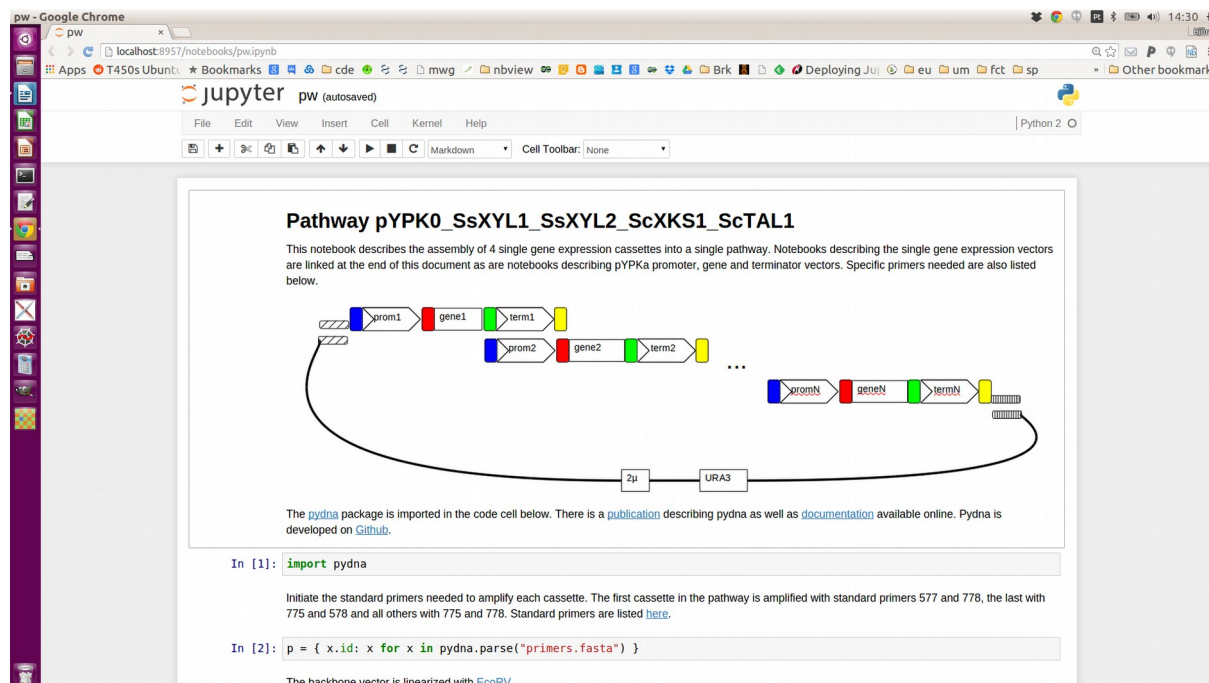 pw - Google Chrome
Pt
14:30
pw ×
localhost:8957/notebooks/pw.ipynb
Apps T450s Ubuntu Bookmarks cde mwg nbview Brk Deploying Ju eu um fct sp » Other bookmark
jupyter pw (autosaved)
File Edit View Insert Cell Kernel Help Python 2
Markdown Cell Toolbar: None
Pathway pYPK0_SsXYL1_SsXYL2_ScXKS1_ScTAL1
This notebook describes the assembly of 4 single gene expression cassettes into a single pathway. Notebooks describing the single gene expression vectors
are linked at the end of this document as are notebooks describing pYPKa promoter, gene and terminator vectors. Specific primers needed are also listed
below.
prom1 gene1 term1
prom2 gene2 term2
...
promN geneN termN
2µ URA3
The pydna package is imported in the code cell below. There is a publication describing pydna as well as documentation available online. Pydna is
developed on Github.
In [1]: import pydna
Initiate the standard primers needed to amplify each cassette. The first cassette in the pathway is amplified with standard primers 577 and 778, the last with
775 and 578 and all others with 775 and 778. Standard primers are listed here.
In [2]: p = { x.id: x for x in pydna.parse("primers.fasta") }
The backbone vector is linearized with EcoRV